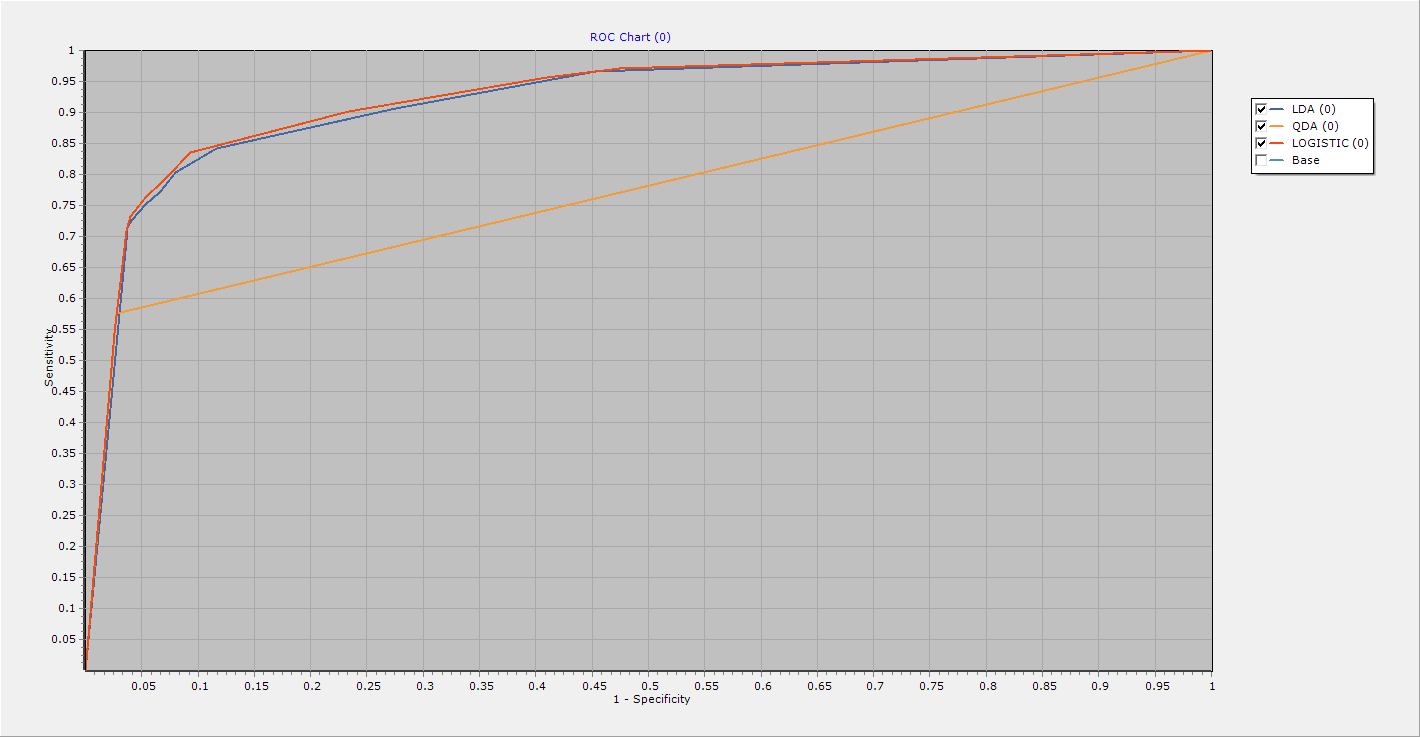 ROC Chart (0)
1
0.95
0.9
0.85
0.8
0.75
0.7
0.65
0.6
0.55
0.5
0.45
0.4
0.35
0.3
0.25
0.2
0.15
0.1
0.05
Sensitivity
0.05 0.1 0.15 0.2 0.25 0.3 0.35 0.4 0.45 0.5 0.55 0.6 0.65 0.7 0.75 0.8 0.85 0.9 0.95 1
1 - Specificity
LDA (0)
QDA (0)
LOGISTIC (0)
Base